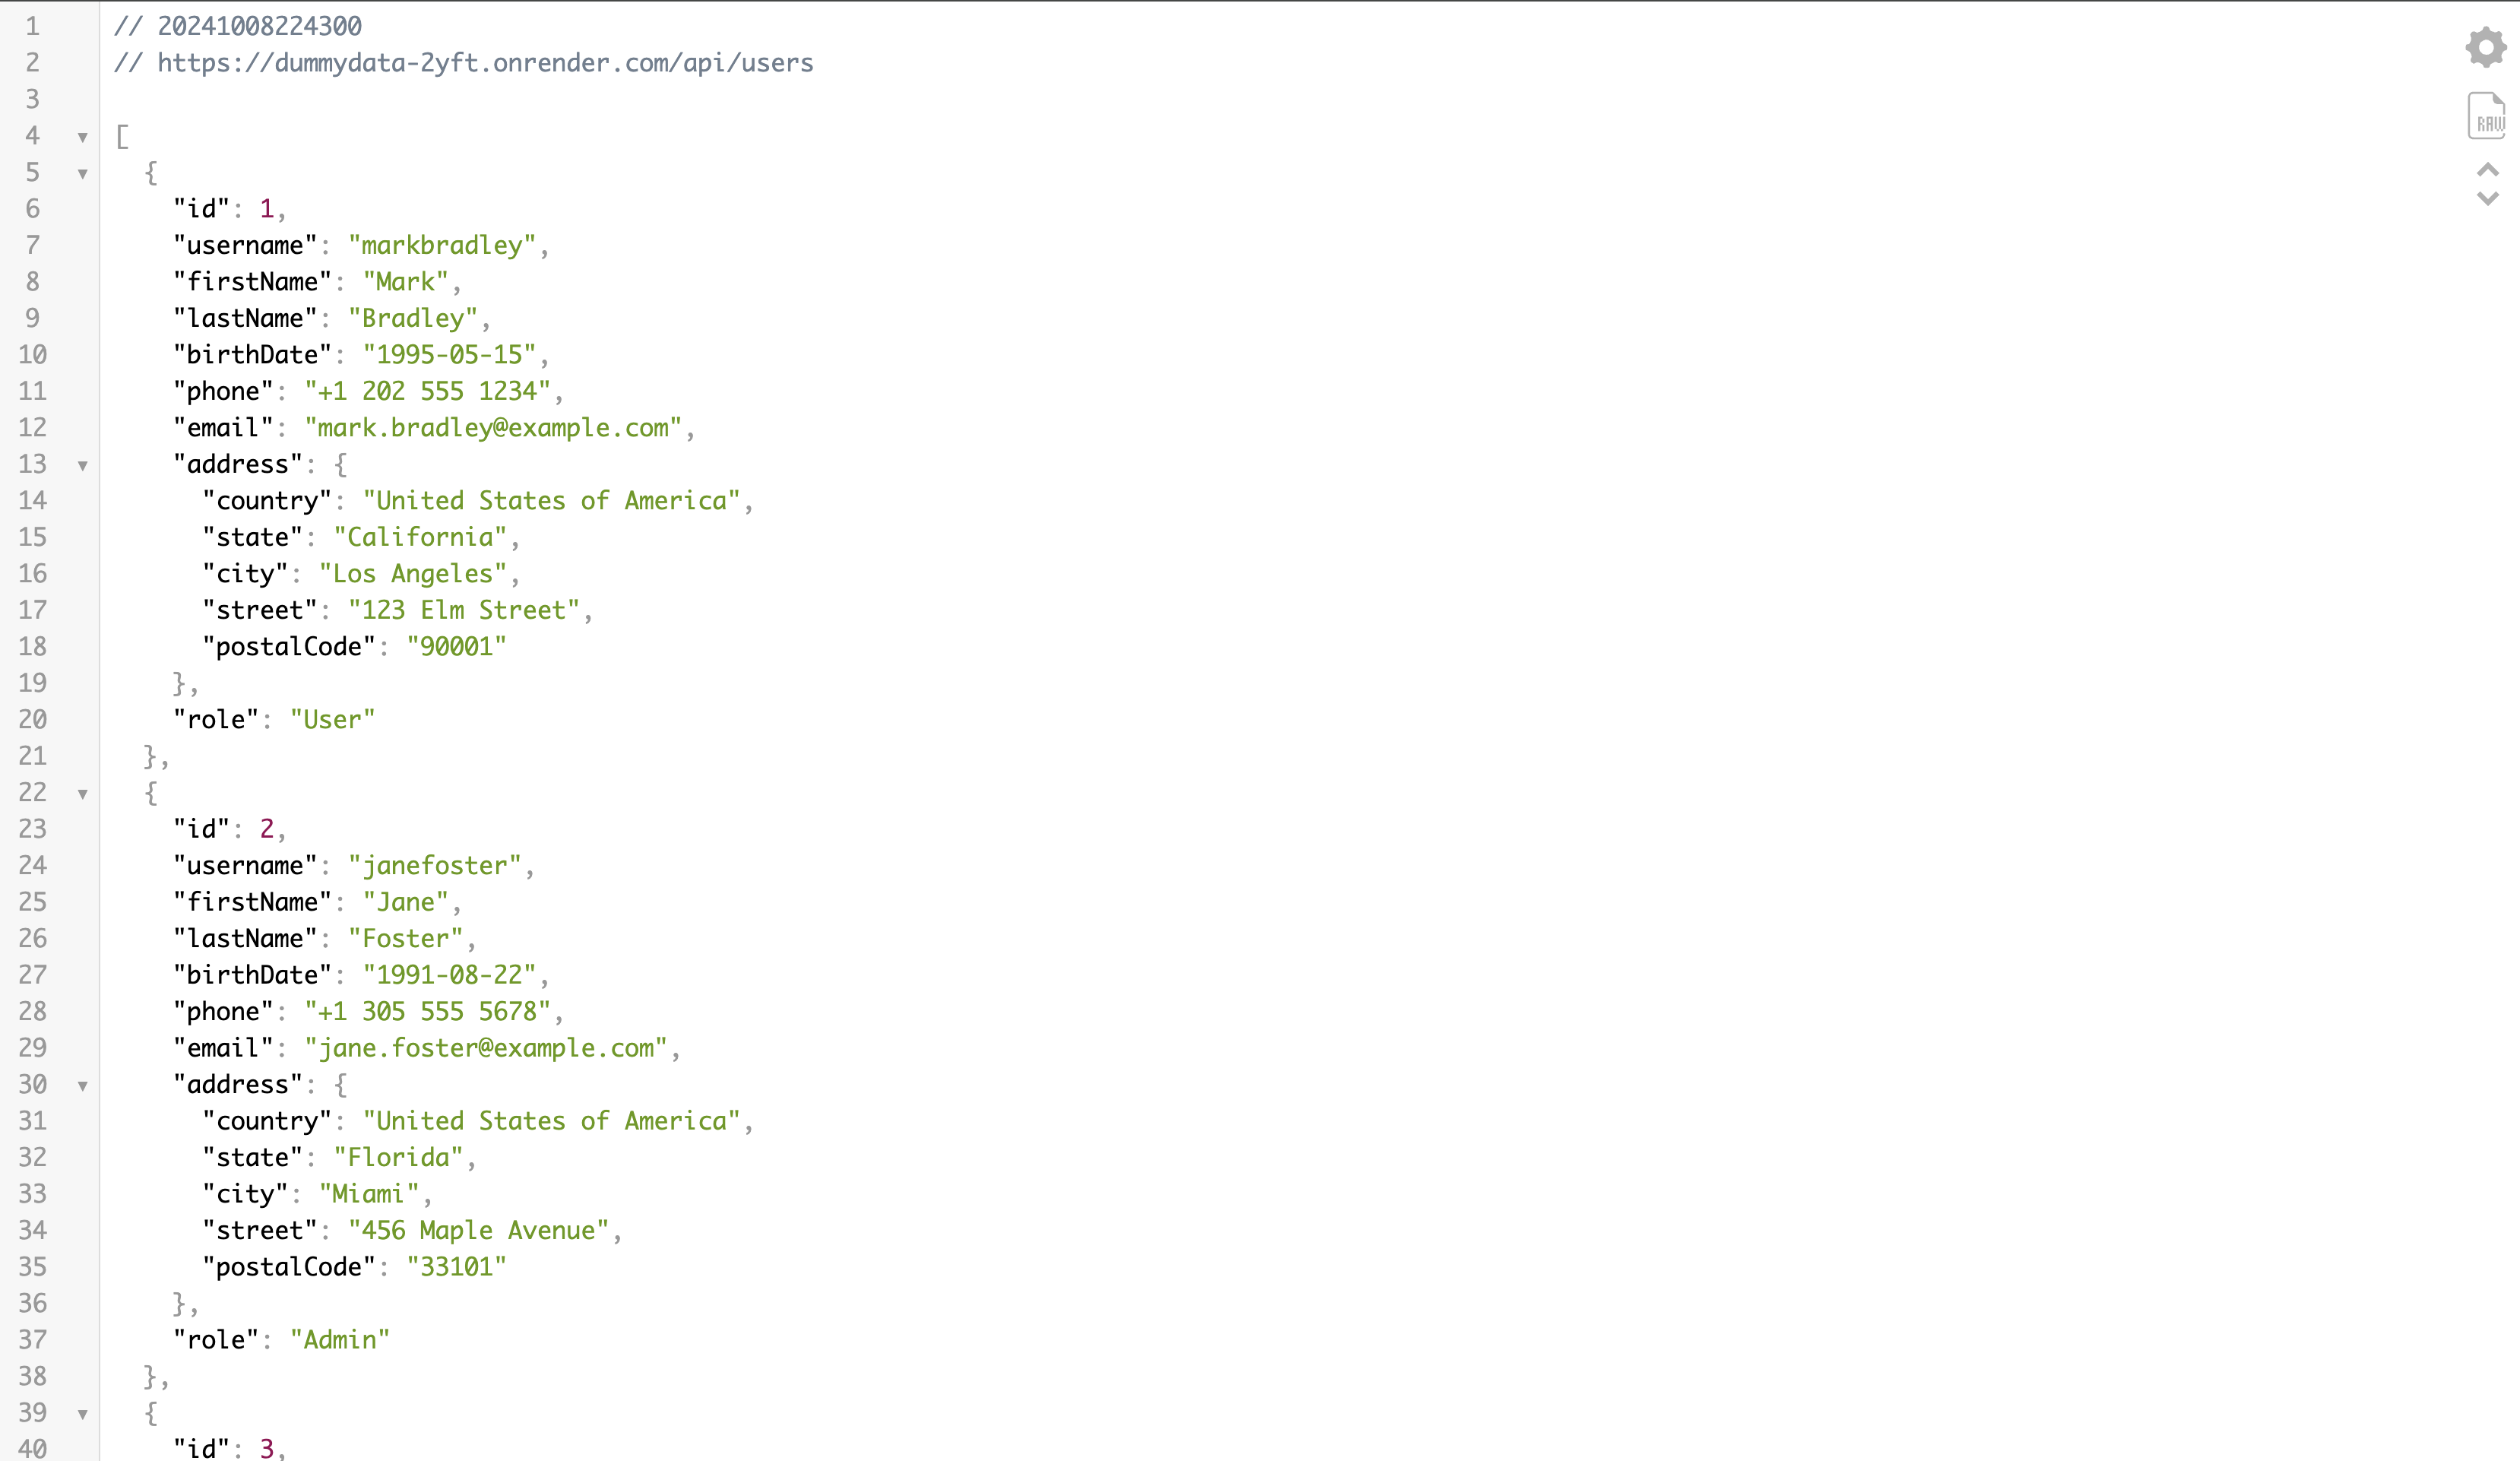 1 // 20241008224300
2 // https://dummydata-2yft.onrender.com/api/users
3
4 [
5 {
6 "id": 1,
7 "username": "markbradley",
8 "firstName": "Mark",
9 "lastName": "Bradley",
10 "birthDate": "1995-05-15",
11 "phone": "+1 202 555 1234",
12 "email": "mark.bradley@example.com",
13 "address": {
14 "country": "United States of America",
15 "state": "California",
16 "city": "Los Angeles",
17 "street": "123 Elm Street",
18 "postalCode": "90001"
19 },
20 "role": "User"
21 },
22 {
23 "id": 2,
24 "username": "janefoster",
25 "firstName": "Jane",
26 "lastName": "Foster",
27 "birthDate": "1991-08-22",
28 "phone": "+1 305 555 5678",
29 "email": "jane.foster@example.com",
30 "address": {
31 "country": "United States of America",
32 "state": "Florida",
33 "city": "Miami",
34 "street": "456 Maple Avenue",
35 "postalCode": "33101"
36 },
37 "role": "Admin"
38 },
39 {
40 "id": 3,
RAW